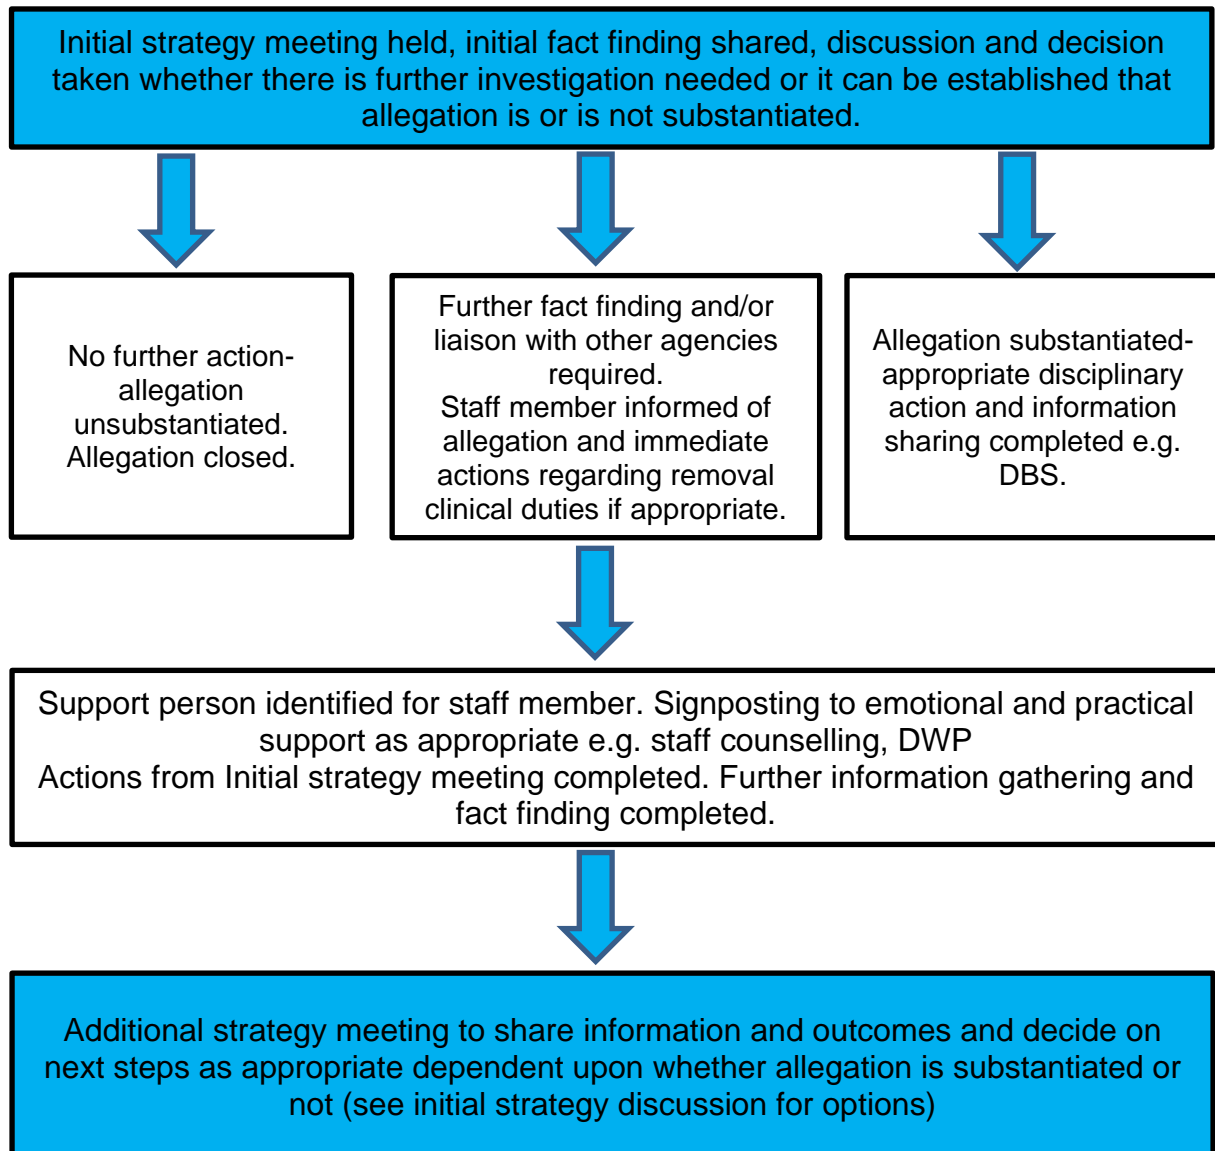 Initial strategy meeting held, initial fact finding shared, discussion and decision
taken whether there is further investigation needed or it can be established that
allegation is or is not substantiated.
No further action-
allegation
unsubstantiated.
Allegation closed.
Further fact finding and/or
liaison with other agencies
required.
Staff member informed of
allegation and immediate
actions regarding removal
clinical duties if appropriate.
Allegation substantiated-
appropriate disciplinary
action and information
sharing completed e.g.
DBS.
Support person identified for staff member. Signposting to emotional and practical
support as appropriate e.g. staff counselling, DWP
Actions from Initial strategy meeting completed. Further information gathering and
fact finding completed.
Additional strategy meeting to share information and outcomes and decide on
next steps as appropriate dependent upon whether allegation is substantiated or
not (see initial strategy discussion for options)